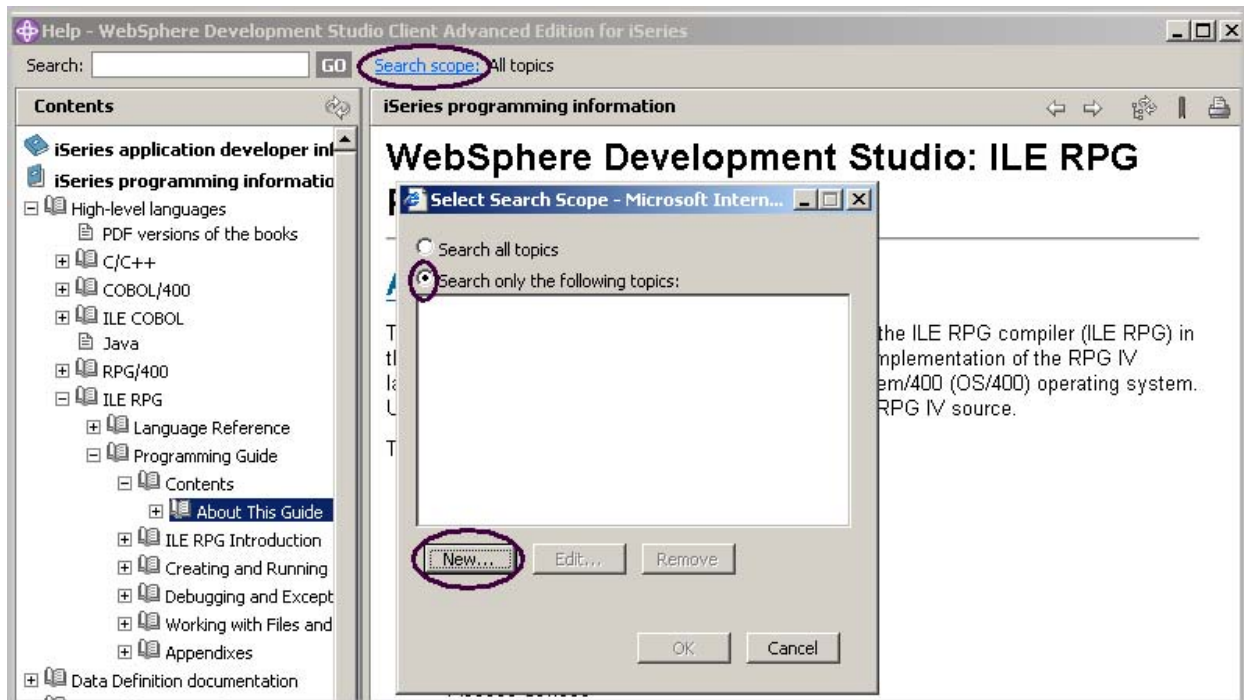 Help - WebSphere Development Studio Client Advanced Edition for iSeries
Search: GO Search scope: All topics
Contents
iSeries application developer
iSeries programming
High-level languages
PDF versions of the books
C/C++
COBOL/400
ILE COBOL
Java
RPG/400
ILE RPG
Language Reference
Programming Guide
Contents
About This Guide
ILE RPG Introduction
Creating and Running
Debugging and Except
Working with Files and
Appendixes
Data Definition documentation
iSeries programming information
WebSphere Development Studio: ILE RPG
the ILE RPG compiler (ILE RPG) in
mplementation of the RPG IV
em/400 (OS/400) operating system.
RPG IV source.
Select Search Scope - Microsoft Intern...
Search all topics
Search only the following topics:
New... Edit... Remove
OK Cancel